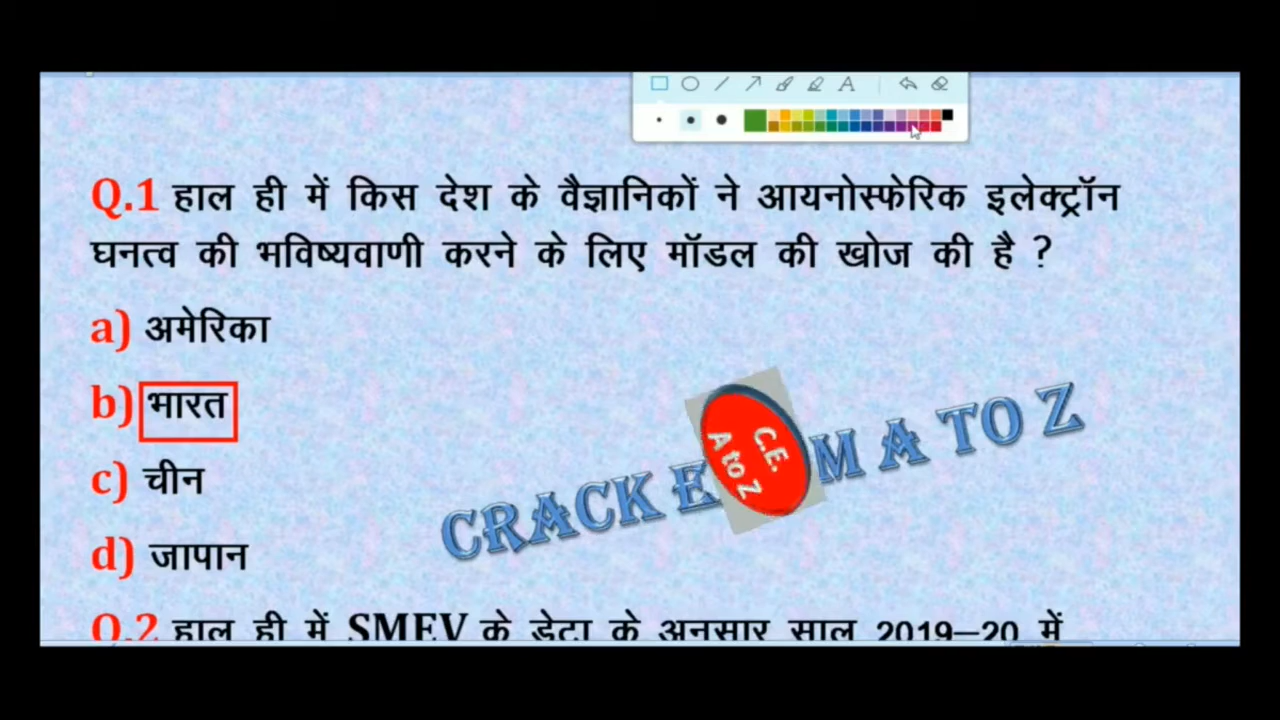 Q.1 हाल ही में किस देश के वैज्ञानिकों ने आयनोस्फेरिक इलेक्ट्रॉन
घनत्व की भविष्यवाणी करने के लिए मॉडल की खोज की है ?
a) अमेरिका
b) भारत
c) चीन
d) जापान
CRACK E M A TO Z
C.E.
A to Z
Q.2 हाल ही में SMEV के डेटा के अनुसार साल 2019–20 में